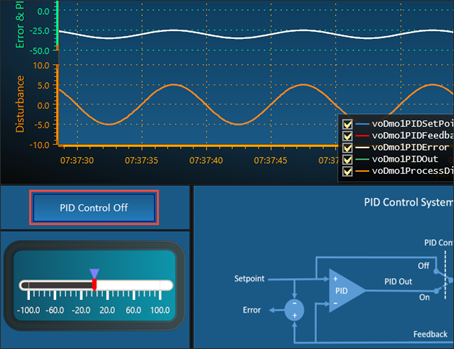 Error & PI
0.0
-25.0
-50.0
Disturbance
10.0
5.0
0.0
-5.0
-10.0
07:37:30 07:37:35 07:37:40 07:37:45 07:37
voDmo1PIDSetPoi
voDmo1PIDFeedba
voDmo1PIDError
voDmo1PIDOut
voDmo1ProcessDi
PID Control Off
PID Control System
-100.0 -60.0 -20.0 20.0 60.0 100.0
PID Con
Off
Setpoint
+
PID
PID Out
-
On
Error
-
+
Feedback